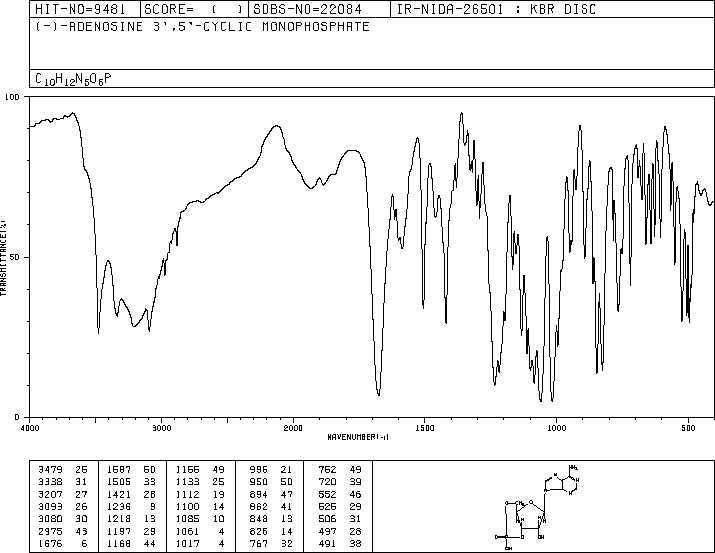 HIT-NO=9481 SCORE= ( ) SDBS-NO=22084 IR-NIDA-26501 : KBR DISC
(-)-ADENOSINE 3',5'-CYCLIC MONOPHOSPHATE
C10H12N5O6P
100
TRANSMITTANCE(%)
50
0
4000 3000 2000 1500 1000 500
WAVENUMBER(-1)
3479 26 1587 50 1156 49 996 21 752 49
3338 31 1505 33 1133 25 950 50 720 39
3207 27 1421 28 1112 19 894 47 552 46
3093 26 1236 9 1100 14 862 41 525 29
3080 30 1218 13 1085 10 848 13 506 31
2975 43 1197 29 1061 4 826 14 497 28
1676 6 1168 44 1017 4 767 32 491 38